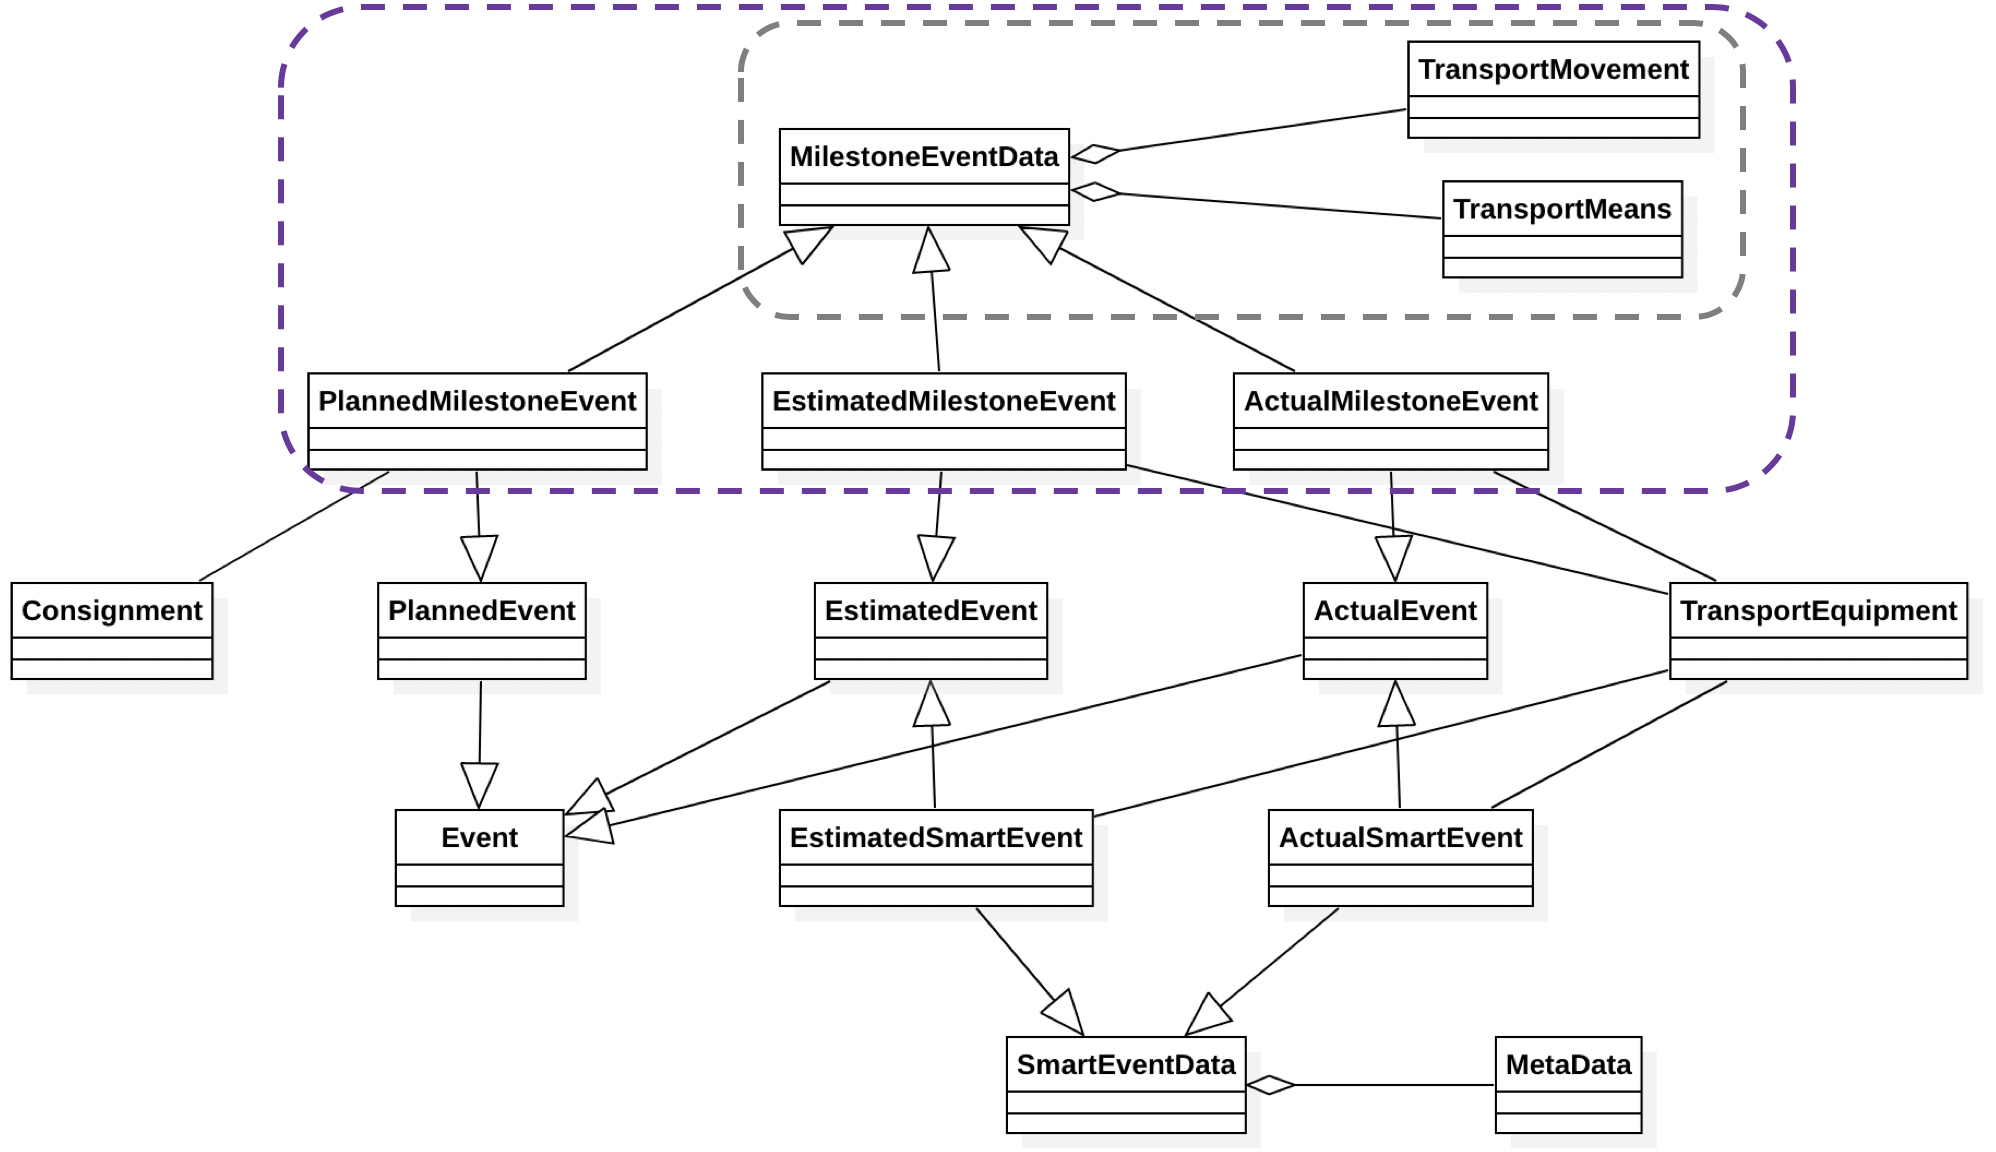 TransportMovement
MilestoneEventData
TransportMeans
PlannedMilestoneEvent
EstimatedMilestoneEvent
ActualMilestoneEvent
Consignment
PlannedEvent
EstimatedEvent
ActualEvent
TransportEquipment
Event
EstimatedSmartEvent
ActualSmartEvent
SmartEventData
MetaData